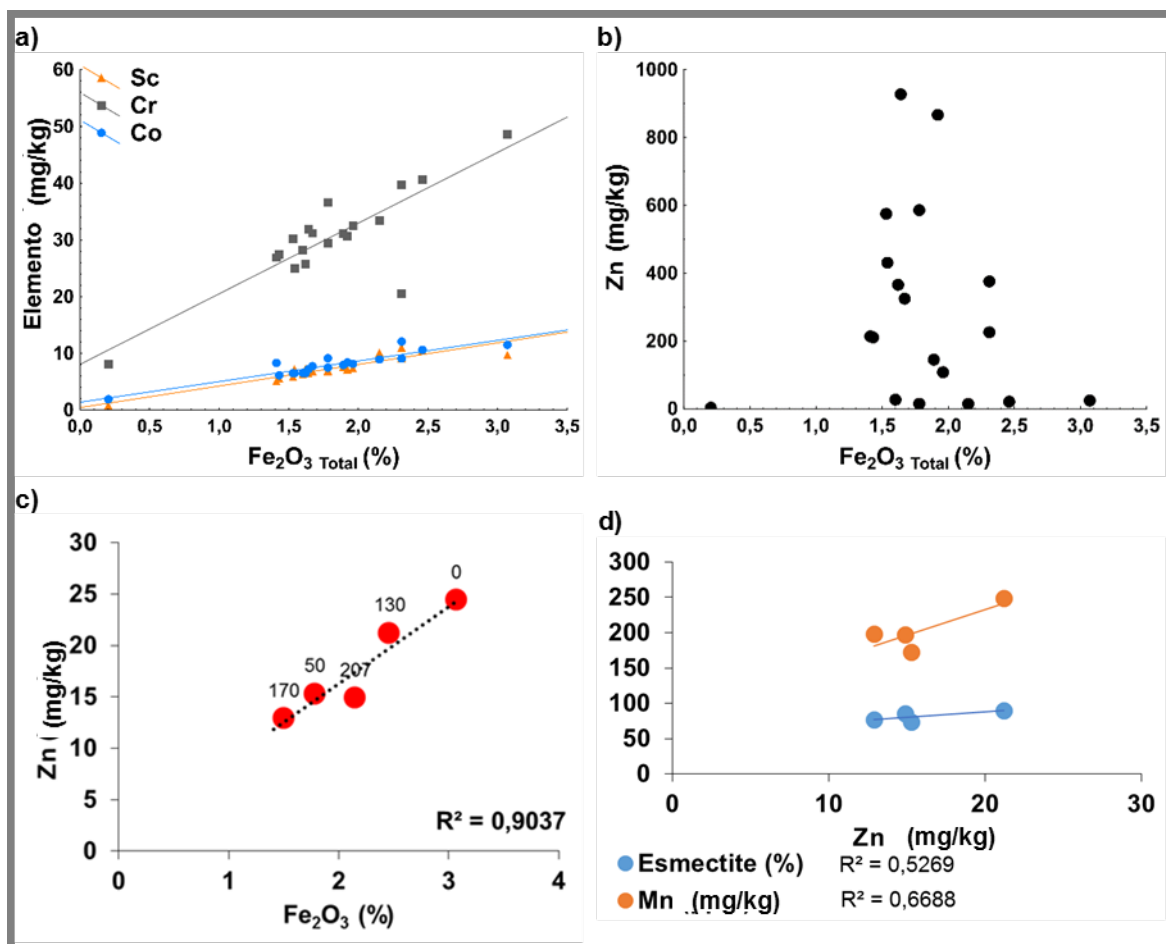 a)
60
50
40
30
20
10
0
Elemento (mg/kg)
Sc
Cr
Co
0,0 0,5 1,0 1,5 2,0 2,5 3,0 3,5
Fe₂O₃ Total (%)
b)
1000
800
600
400
200
0
Zn (mg/kg)
0,0 0,5 1,0 1,5 2,0 2,5 3,0 3,5
Fe₂O₃ Total (%)
c)
30
25
20
15
10
5
0
Zn (mg/kg)
0
130
50
207
170
R² = 0,9037
0 1 2 3 4
Fe₂O₃ (%)
d)
300
250
200
150
100
50
0
0 10 20 30
Zn (mg/kg)
Esmectite (%) R² = 0,5269
Mn (mg/kg) R² = 0,6688